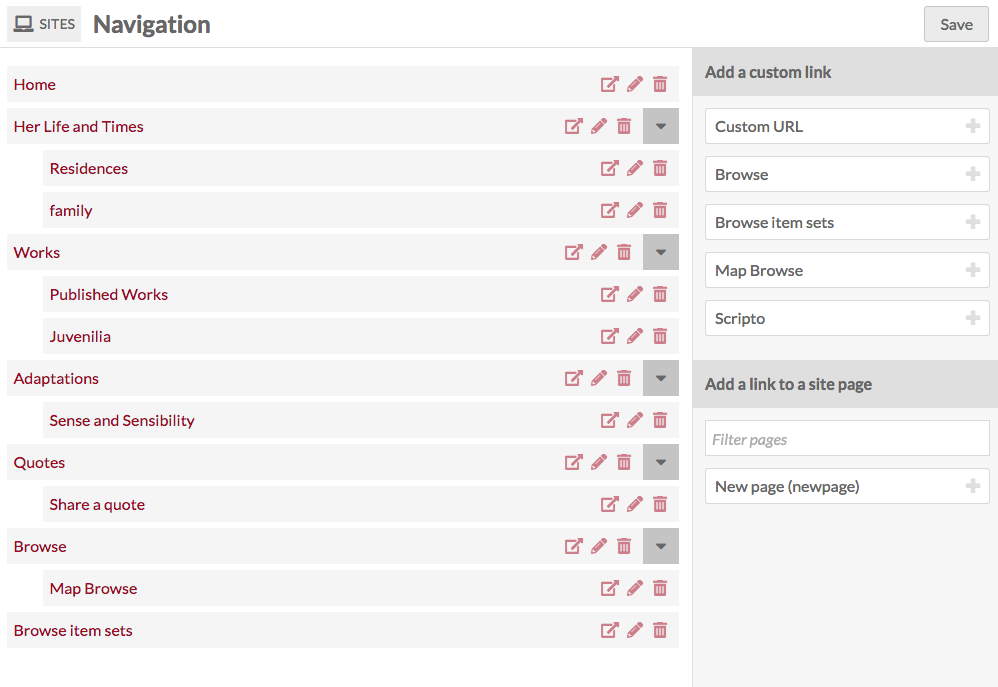 SITES Navigation
Save
Home
Her Life and Times
Residences
family
Works
Published Works
Juvenilia
Adaptations
Sense and Sensibility
Quotes
Share a quote
Browse
Map Browse
Browse item sets
Add a custom link
Custom URL
Browse
Browse item sets
Map Browse
Scripto
Add a link to a site page
Filter pages
New page (newpage)